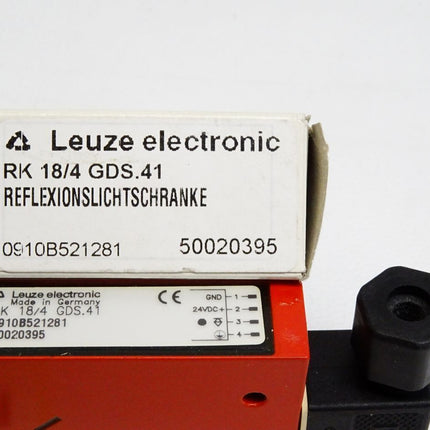 Leuze electronic
RK 18/4 GDS.41
REFLEXIONSLICHTSCHRANKE
0910B521281 50020395
Leuze electronic
Made in Germany
K 18/4 GDS.41
910B521281
0020395
CE
GND 1
24VDC+ 2
3
4